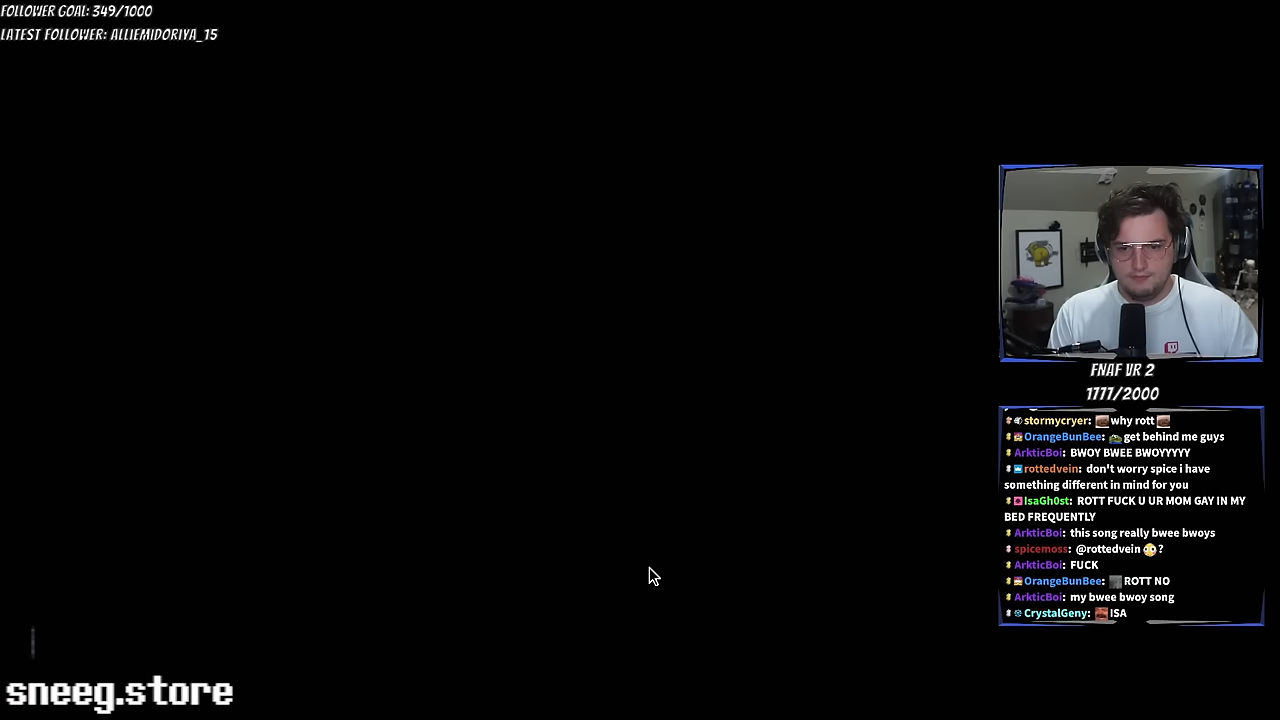 FOLLOWER GOAL: 349/1000
LATEST FOLLOWER: ALLIEMIDORIYA_15
FNAF VR 2
1777/2000
stormycryer: why rott
OrangeBunBee: get behind me guys
ArkticBoi: BWOY BWEE BWOYYYYY
rottedvein: don't worry spice i have
something different in mind for you
IsaGh0st: ROTT FUCK U UR MOM GAY IN MY
BED FREQUENTLY
ArkticBoi: this song really bwee bwoys
spicemoss: @rottedvein ?
ArkticBoi: FUCK
OrangeBunBee: ROTT NO
ArkticBoi: my bwee bwoy song
CrystalGeny: ISA
sneeg.store